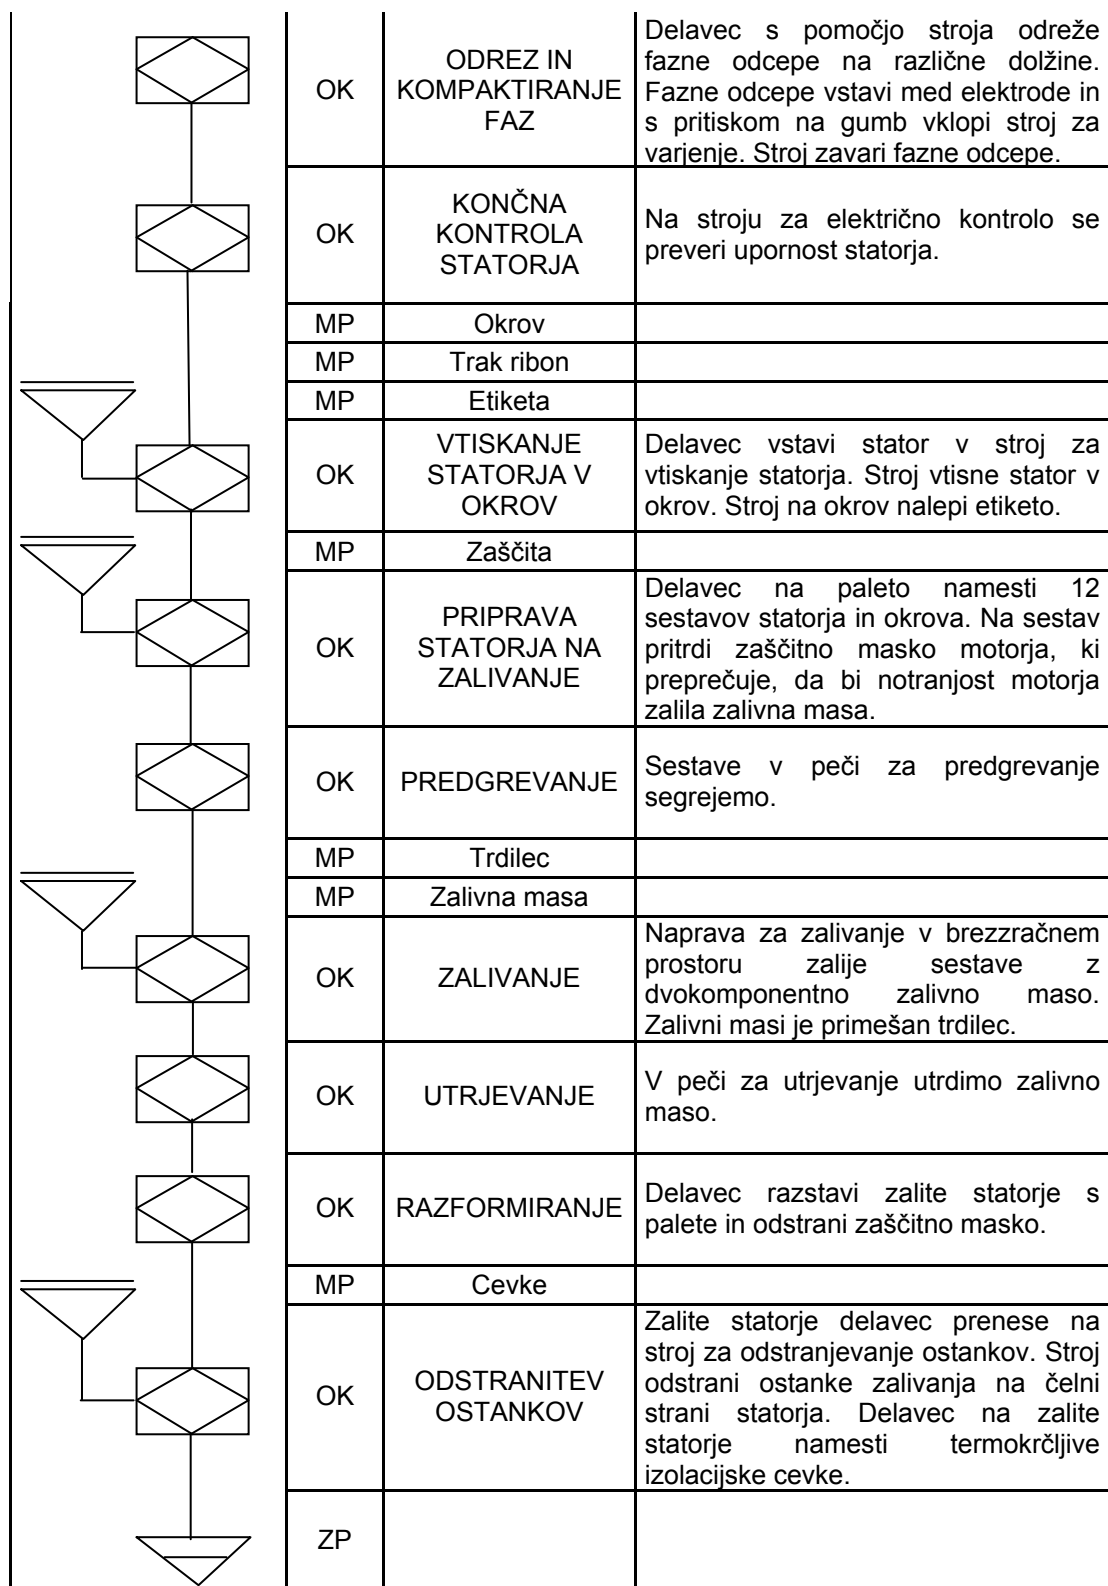 OK
ODREZ IN
KOMPAKTIRANJE
FAZ
Delavec s pomočjo stroja odreže
fazne odcepe na različne dolžine.
Fazne odcepe vstavi med elektrode in
s pritiskom na gumb vklopi stroj za
varjenje. Stroj zavari fazne odcepe.
OK
KONČNA
KONTROLA
STATORJA
Na stroju za električno kontrolo se
preveri upornost statorja.
MP
Okrov
MP
Trak ribon
MP
Etiketa
OK
VTISKANJE
STATORJA V
OKROV
Delavec vstavi stator v stroj za
vtiskanje statorja. Stroj vtisne stator v
okrov. Stroj na okrov nalepi etiketo.
MP
Zaščita
OK
PRIPRAVA
STATORJA NA
ZALIVANJE
Delavec na paleto namesti 12
sestavov statorja in okrova. Na sestav
pritrdi zaščitno masko motorja, ki
preprečuje, da bi notranjost motorja
zalila zalivna masa.
OK
PREDGREVANJE
Sestave v peči za predgrevanje
segrejemo.
MP
Trdilec
MP
Zalivna masa
OK
ZALIVANJE
Naprava za zalivanje v brezzračnem
prostoru zalije sestave z
dvokomponentno zalivno maso.
Zalivni masi je primešan trdilec.
OK
UTRJEVANJE
V peči za utrjevanje utrdimo zalivno
maso.
OK
RAZFORMIRANJE
Delavec razstavi zalite statorje s
palete in odstrani zaščitno masko.
MP
Cevke
OK
ODSTRANITEV
OSTANKOV
Zalite statorje delavec prenese na
stroj za odstranjevanje ostankov. Stroj
odstrani ostanke zalivanja na čelni
strani statorja. Delavec na zalite
statorje namesti termokrčljive
izolacijske cevke.
ZP